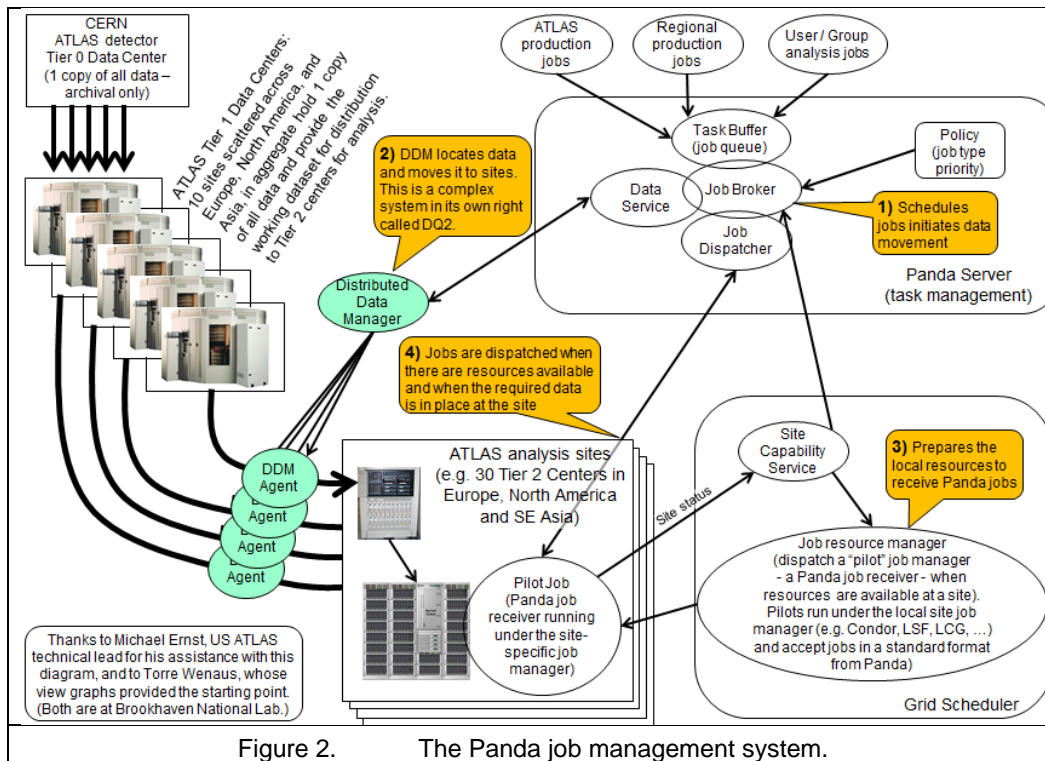 CERN
ATLAS detector
Tier 0 Data Center
(1 copy of all data –
archival only)
ATLAS Tier 1 Data Centers:
10 sites scattered across
Europe, North America, and
Asia, in aggregate hold 1 copy
of all data and provide the
working dataset for distribution
to Tier 2 centers for analysis.
ATLAS
production
jobs
Regional
production
jobs
User / Group
analysis jobs
Task Buffer
(job queue)
Policy
(job type
priority)
Data
Service
Job Broker
Job
Dispatcher
1) Schedules
jobs initiates data
movement
Panda Server
(task management)
2) DDM locates data
and moves it to sites.
This is a complex
system in its own right
called DQ2.
Distributed
Data
Manager
4) Jobs are dispatched when
there are resources available
and when the required data
is in place at the site
DDM
Agent
Agent
Agent
Agent
ATLAS analysis sites
(e.g. 30 Tier 2 Centers in
Europe, North America
and SE Asia)
Site status
Site
Capability
Service
3) Prepares the
local resources to
receive Panda jobs
Pilot Job
(Panda job
receiver running
under the site-
specific job
manager)
Job resource manager
(dispatch a “pilot” job manager
- a Panda job receiver - when
resources are available at a site).
Pilots run under the local site job
manager (e.g. Condor, LSF, LCG, …)
and accept jobs in a standard format
from Panda)
Grid Scheduler
Thanks to Michael Ernst, US ATLAS
technical lead for his assistance with this
diagram, and to Torre Wenaus, whose
view graphs provided the starting point.
(Both are at Brookhaven National Lab.)
Figure 2. The Panda job management system.